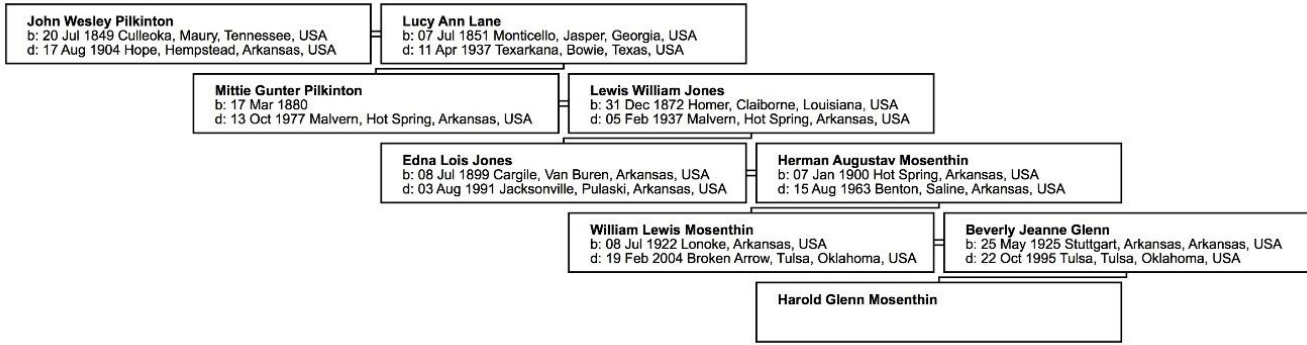 John Wesley Pilkinton
b: 20 Jul 1849 Culleoka, Maury, Tennessee, USA
d: 17 Aug 1904 Hope, Hempstead, Arkansas, USA
Lucy Ann Lane
b: 07 Jul 1851 Monticello, Jasper, Georgia, USA
d: 11 Apr 1937 Texarkana, Bowie, Texas, USA
Mittie Gunter Pilkinton
b: 17 Mar 1880
d: 13 Oct 1977 Malvern, Hot Spring, Arkansas, USA
Lewis William Jones
b: 31 Dec 1872 Homer, Claiborne, Louisiana, USA
d: 05 Feb 1937 Malvern, Hot Spring, Arkansas, USA
Edna Lois Jones
b: 08 Jul 1899 Cargile, Van Buren, Arkansas, USA
d: 03 Aug 1991 Jacksonville, Pulaski, Arkansas, USA
Herman Augustav Mosenthin
b: 07 Jan 1900 Hot Spring, Arkansas, USA
d: 15 Aug 1963 Benton, Saline, Arkansas, USA
William Lewis Mosenthin
b: 08 Jul 1922 Lonoke, Arkansas, USA
d: 19 Feb 2004 Broken Arrow, Tulsa, Oklahoma, USA
Beverly Jeanne Glenn
b: 25 May 1925 Stuttgart, Arkansas, Arkansas, USA
d: 22 Oct 1995 Tulsa, Tulsa, Oklahoma, USA
Harold Glenn Mosenthin